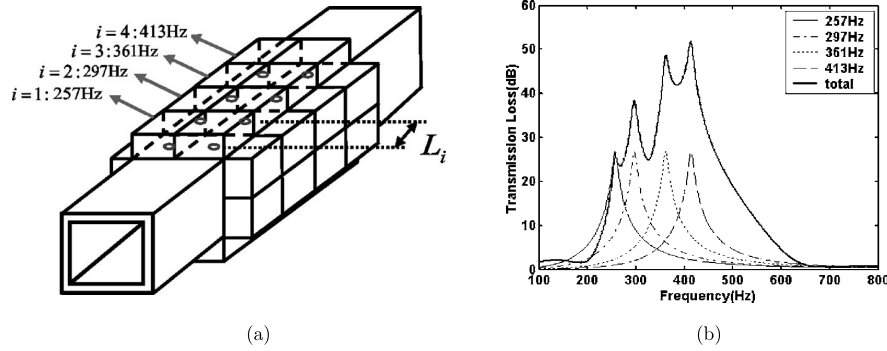 i = 4 : 413Hz
i = 3 : 361Hz
i = 2 : 297Hz
i = 1 : 257Hz
L_i
(a)
Transmission Loss(dB)
60
50
40
30
20
10
0
100
200
300
400
500
600
700
800
Frequency(Hz)
257Hz
297Hz
361Hz
413Hz
total
(b)